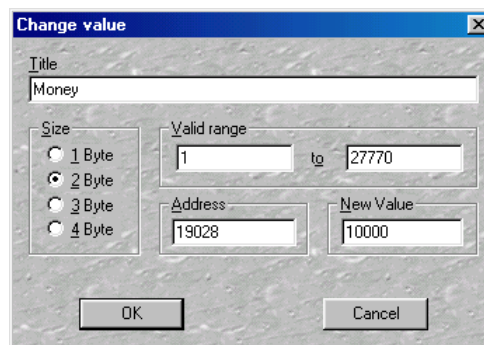 Change value
Title
Money
Size
1 Byte
2 Byte
3 Byte
4 Byte
Valid range
1 to 27770
Address
19028
New Value
10000
OK Cancel